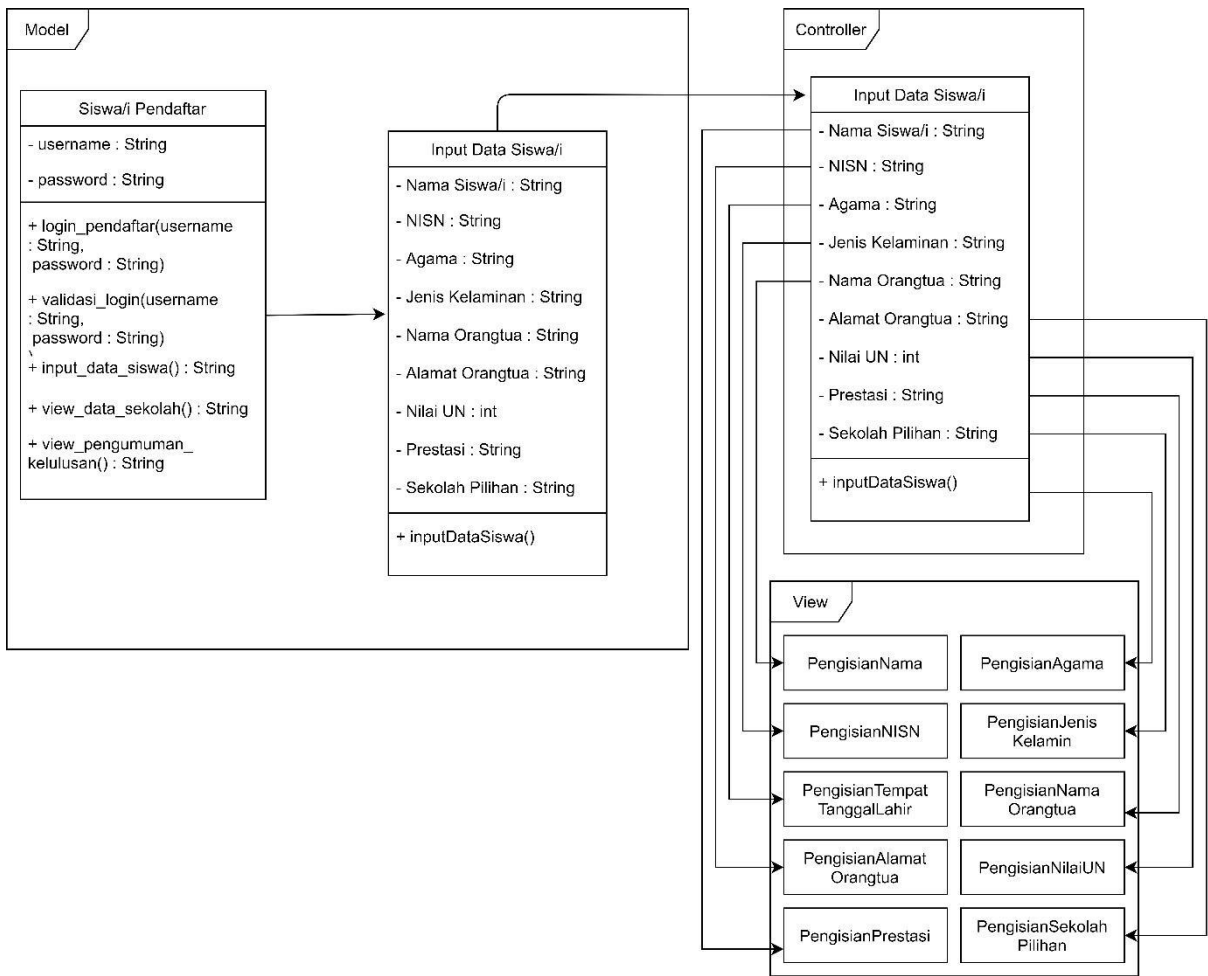 Model
Siswa/i Pendaftar
- username : String
- password : String
+ login_pendaftar(username
: String,
password : String)
+ validasi_login(username
: String,
password : String)
)
+ input_data_siswa() : String
+ view_data_sekolah() : String
+ view_pengumuman_
kelulusan() : String
Input Data Siswa/i
- Nama Siswa/i : String
- NISN : String
- Agama : String
- Jenis Kelaminan : String
- Nama Orangtua : String
- Alamat Orangtua : String
- Nilai UN : int
- Prestasi : String
- Sekolah Pilihan : String
+ inputDataSiswa()
Controller
Input Data Siswa/i
- Nama Siswa/i : String
- NISN : String
- Agama : String
- Jenis Kelaminan : String
- Nama Orangtua : String
- Alamat Orangtua : String
- Nilai UN : int
- Prestasi : String
- Sekolah Pilihan : String
+ inputDataSiswa()
View
PengisianNama
PengisianAgama
PengisianNISN
PengisianJenis
Kelamin
PengisianTempat
TanggalLahir
PengisianNama
Orangtua
PengisianAlamat
Orangtua
PengisianNilaiUN
PengisianPrestasi
PengisianSekolah
Pilihan